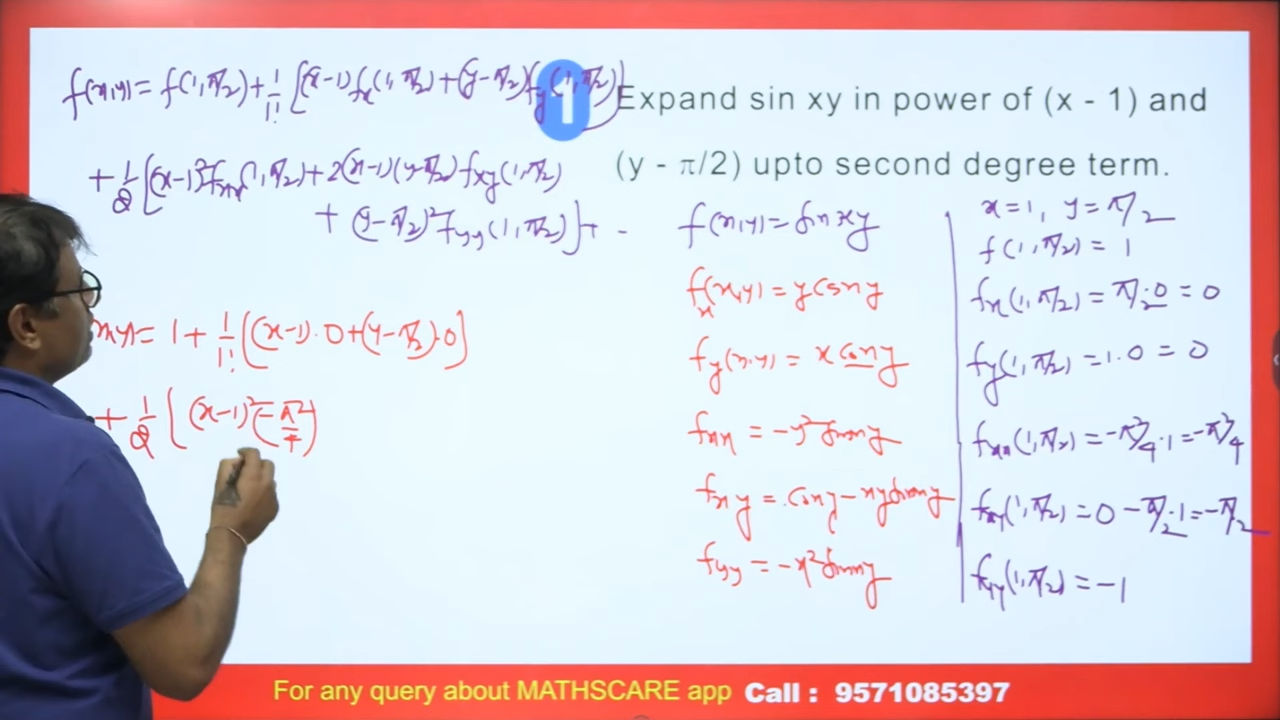 f(x,y) = f(1, π/2) + 1/1! [(x-1) fx(1, π/2) + (y-π/2) fy(1, π/2)]
+ 1/2 [(x-1)² fxx(1, π/2) + 2(x-1)(y-π/2) fxy(1, π/2)
+ (y-π/2)² fyy(1, π/2)] + - 
xy) = 1 + 1/1! [(x-1)·0 + (y-π/2)·0]
+ 1/2 [(x-1)² (-π²/4)
1
Expand sin xy in power of (x - 1) and
(y - π/2) upto second degree term.
f(x,y) = sin xy
fx(x,y) = y cos xy
fy(x,y) = x cos xy
fxx = -y² sin xy
fxy = cos xy - xy sin xy
fyy = -x² sin xy
x=1, y=π/2
f(1, π/2) = 1
fx(1, π/2) = π/2·0 = 0
fy(1, π/2) = 1·0 = 0
fxx(1, π/2) = -π²/4·1 = -π²/4
fxy(1, π/2) = 0 - π/2·1 = -π/2
fyy(1, π/2) = -1
For any query about MATHSCARE app Call : 9571085397